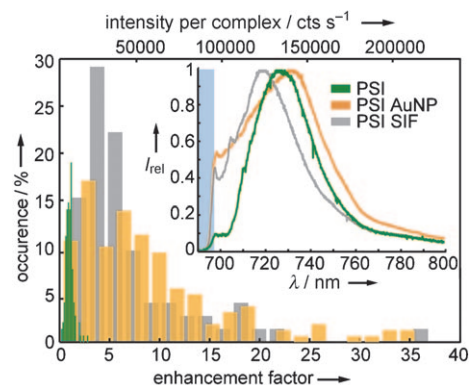 intensity per complex / cts s⁻¹
50000 100000 150000 200000
30
25
20
15
10
5
0
occurence / %
0 5 10 15 20 25 30 35 40
enhancement factor
1
0.8
0.6
0.4
0.2
0
I rel
690 720 740 760 780 800
λ / nm
PSI
PSI AuNP
PSI SIF